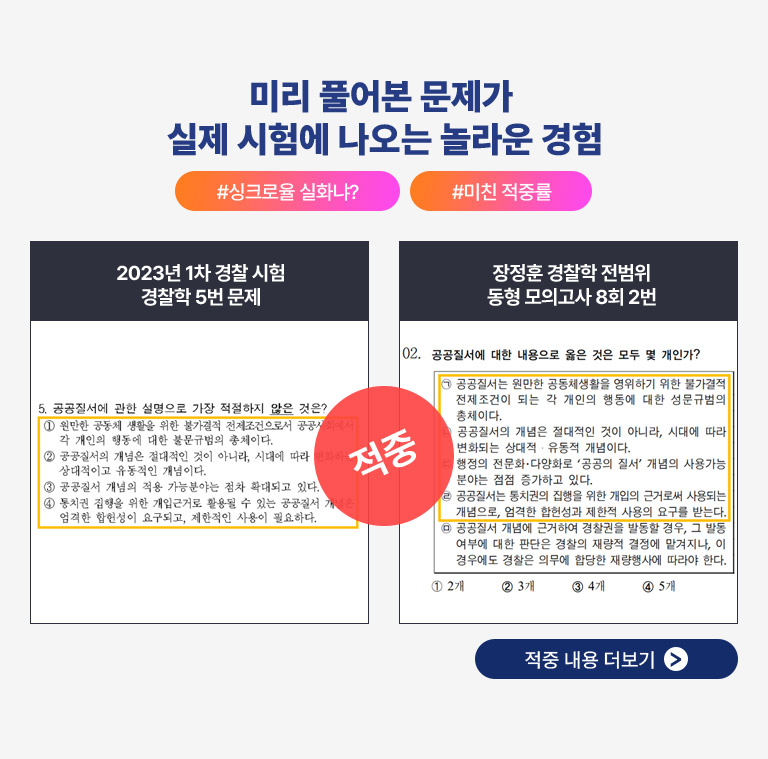 미리 풀어본 문제가
실제 시험에 나오는 놀라운 경험
#싱크로율 실화냐?
#미친 적중률
2023년 1차 경찰 시험
경찰학 5번 문제
5. 공공질서에 관한 설명으로 가장 적절하지 않은 것은?
① 원만한 공동체 생활을 위한 불가결적 전제조건으로서 공공사회에서
각 개인의 행동에 대한 불문규범의 총체이다.
② 공공질서의 개념은 절대적인 것이 아니라, 시대에 따라 변화하는
상대적이고 유동적인 개념이다.
③ 공공질서 개념의 적용 가능분야는 점차 확대되고 있다.
④ 통치권 집행을 위한 개입근거로 활용될 수 있는 공공질서 개념은
엄격한 합헌성이 요구되고, 제한적인 사용이 필요하다.
적중
장정훈 경찰학 전범위
동형 모의고사 8회 2번
02. 공공질서에 대한 내용으로 옳은 것은 모두 몇 개인가?
㉠ 공공질서는 원만한 공동체생활을 영위하기 위한 불가결적
전제조건이 되는 각 개인의 행동에 대한 성문규범의
총체이다.
㉡ 공공질서의 개념은 절대적인 것이 아니라, 시대에 따라
변화되는 상대적·유동적 개념이다.
㉢ 행정의 전문화·다양화로 ‘공공의 질서’ 개념의 사용가능
분야는 점점 증가하고 있다.
㉣ 공공질서는 통치권의 집행을 위한 개입의 근거로써 사용되는
개념으로, 엄격한 합헌성과 제한적 사용의 요구를 받는다.
㉤ 공공질서 개념에 근거하여 경찰권을 발동할 경우, 그 발동
여부에 대한 판단은 경찰의 재량적 결정에 맡겨지나, 이
경우에도 경찰은 의무에 합당한 재량행사에 따라야 한다.
① 2개 ② 3개 ③ 4개 ④ 5개
적중 내용 더보기